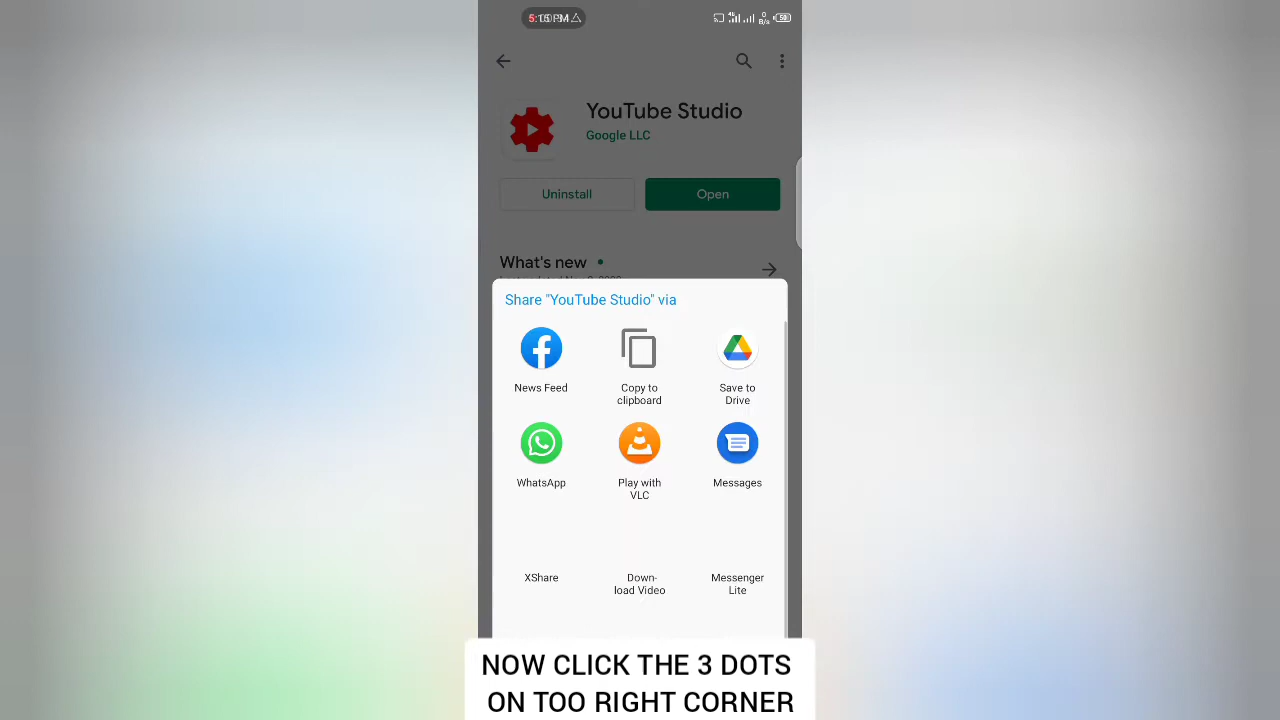 YouTube Studio
Google LLC
Uninstall
Open
What's new
Share "YouTube Studio" via
News Feed
Copy to
clipboard
Save to
Drive
WhatsApp
Play with
VLC
Messages
XShare
Down-
load Video
Messenger
Lite
NOW CLICK THE 3 DOTS
ON TOO RIGHT CORNER